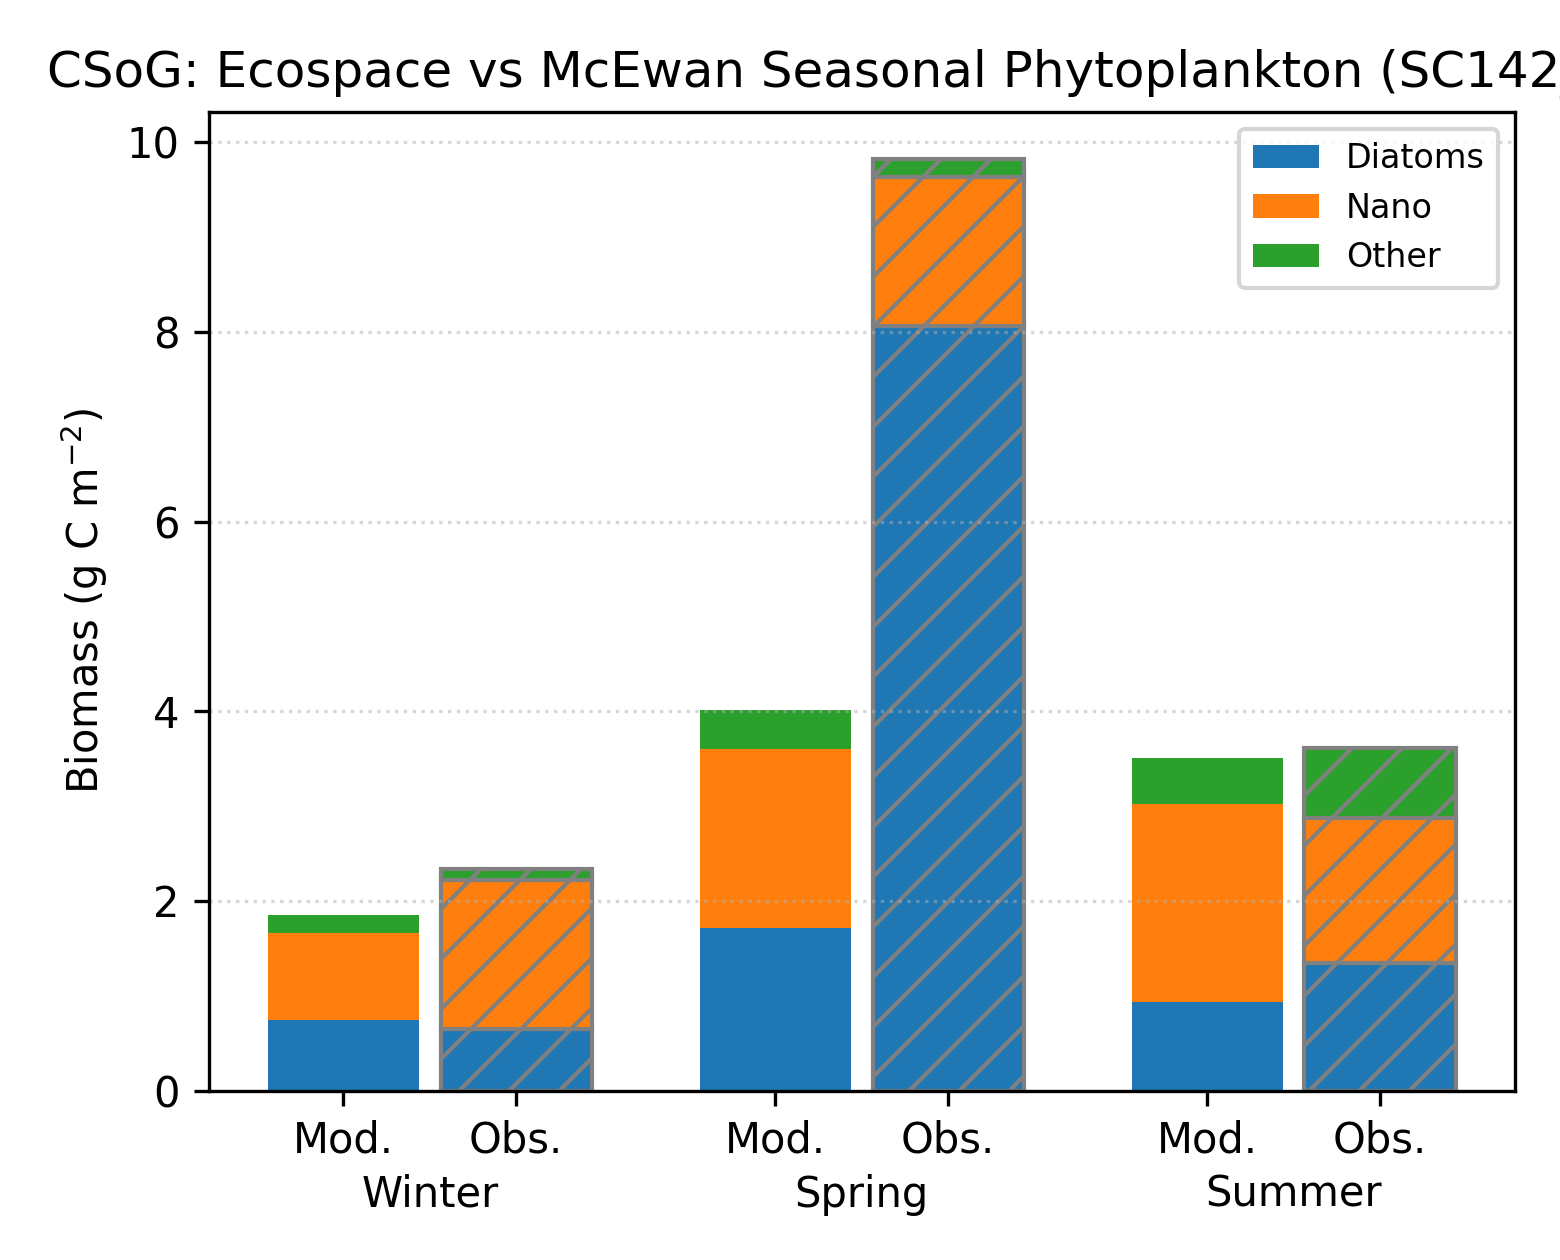 CSoG: Ecospace vs McEwan Seasonal Phytoplankton (SC142
Biomass (g C m⁻²)
10
8
6
4
2
0
Diatoms
Nano
Other
Mod. Obs. Mod. Obs. Mod. Obs.
Winter Spring Summer